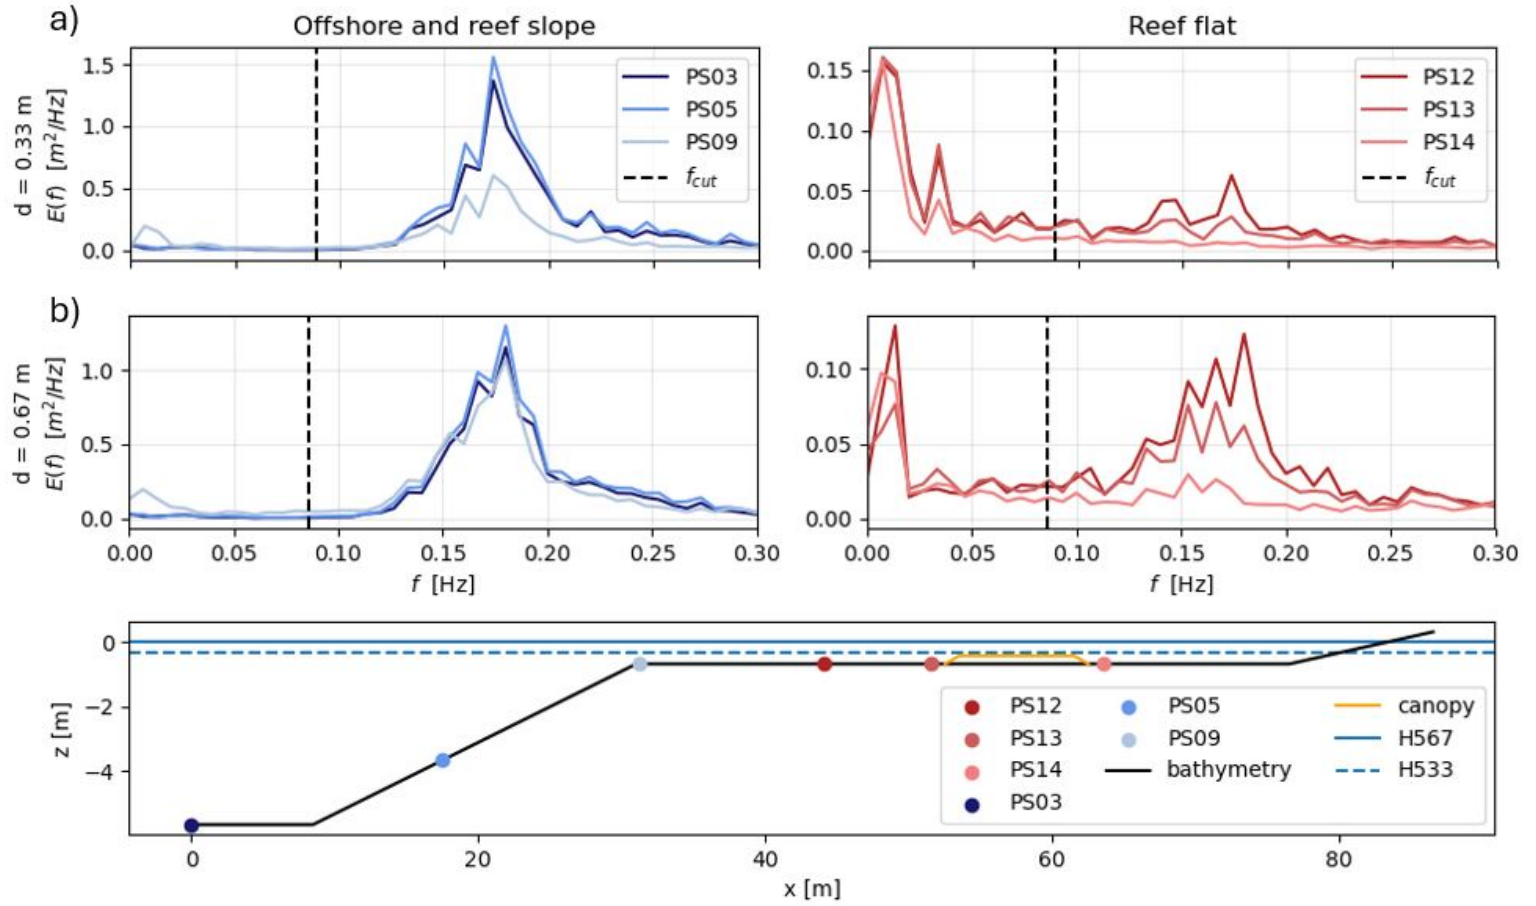 a)
Offshore and reef slope
Reef flat
d = 0.33 m
E(f) [m²/Hz]
1.5
1.0
0.5
0.0
PS03
PS05
PS09
f_cut
0.15
0.10
0.05
0.00
PS12
PS13
PS14
f_cut
b)
d = 0.67 m
E(f) [m²/Hz]
1.0
0.5
0.0
0.00 0.05 0.10 0.15 0.20 0.25 0.30
f [Hz]
0.10
0.05
0.00
0.00 0.05 0.10 0.15 0.20 0.25 0.30
f [Hz]
z [m]
0
−2
−4
PS12 PS05 canopy
PS13 PS09 H567
PS14 bathymetry H533
PS03
0 20 40 60 80
x [m]